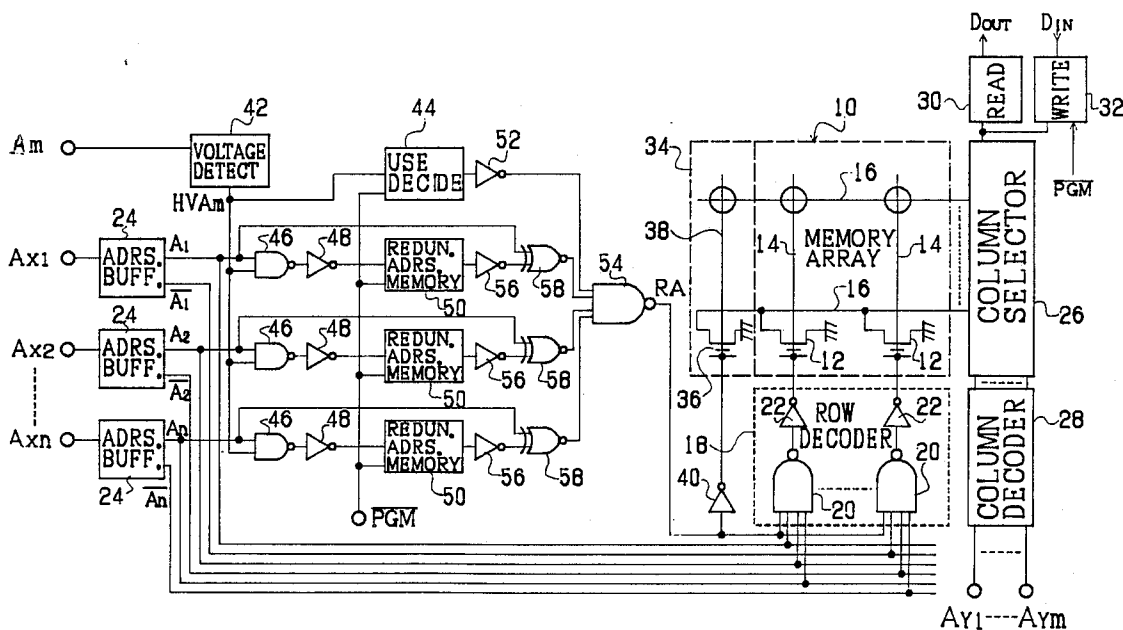 DOUT DIN
30 READ WRITE 32
PGM
Am
42
VOLTAGE DETECT
HVAm
44
USE DECIDE
52
34
10
16
38
14
MEMORY ARRAY
14
16
COLUMN SELECTOR
26
24
Ax1
ADRS. BUFF.
A1
A1
46
48
REDUN. ADRS. MEMORY
50
56
58
54
RA
24
Ax2
ADRS. BUFF.
A2
A2
46
48
REDUN. ADRS. MEMORY
50
56
58
36
12
12
Axn
ADRS. BUFF.
24
An
An
46
48
REDUN. ADRS. MEMORY
50
56
58
PGM
22
ROW DECODER
22
18
40
20
20
COLUMN DECODER
28
AY1
AYm